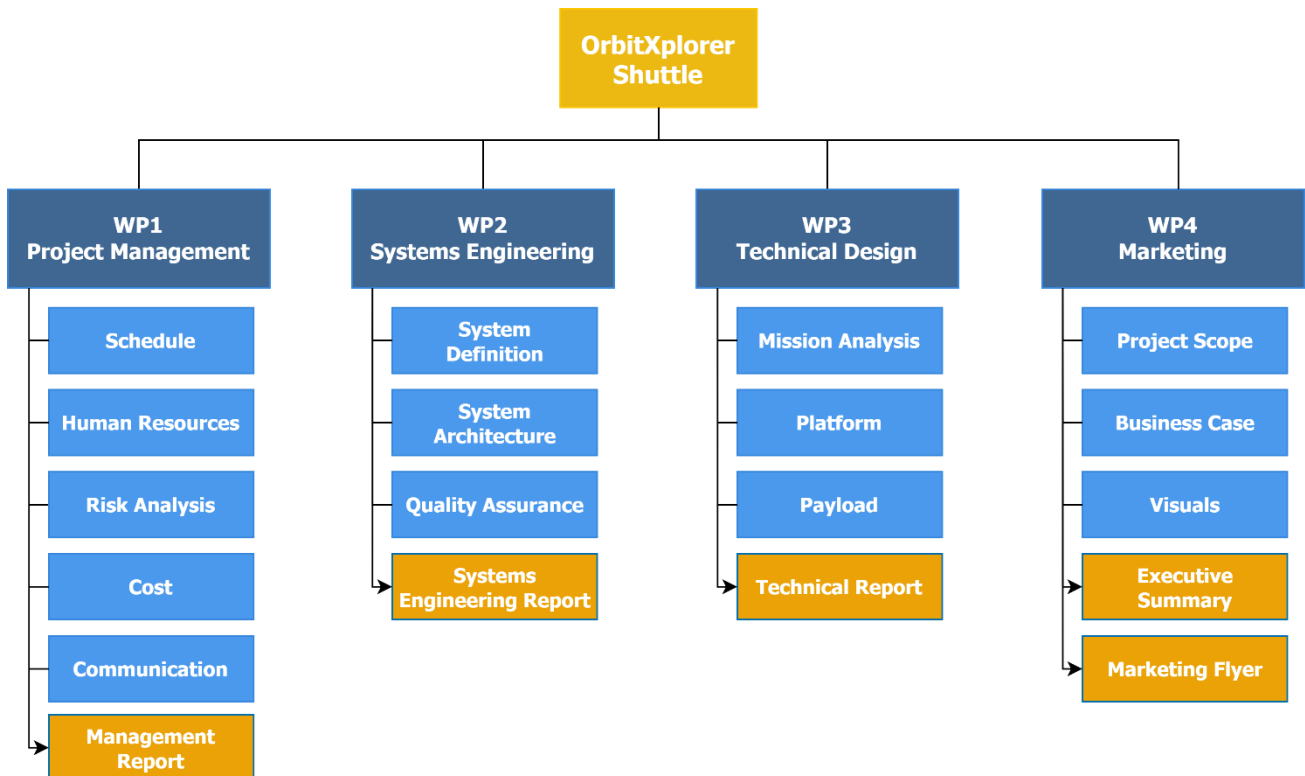 OrbitXplorer
Shuttle
WP1
Project Management
Schedule
Human Resources
Risk Analysis
Cost
Communication
Management
Report
WP2
Systems Engineering
System
Definition
System
Architecture
Quality Assurance
Systems
Engineering Report
WP3
Technical Design
Mission Analysis
Platform
Payload
Technical Report
WP4
Marketing
Project Scope
Business Case
Visuals
Executive
Summary
Marketing Flyer